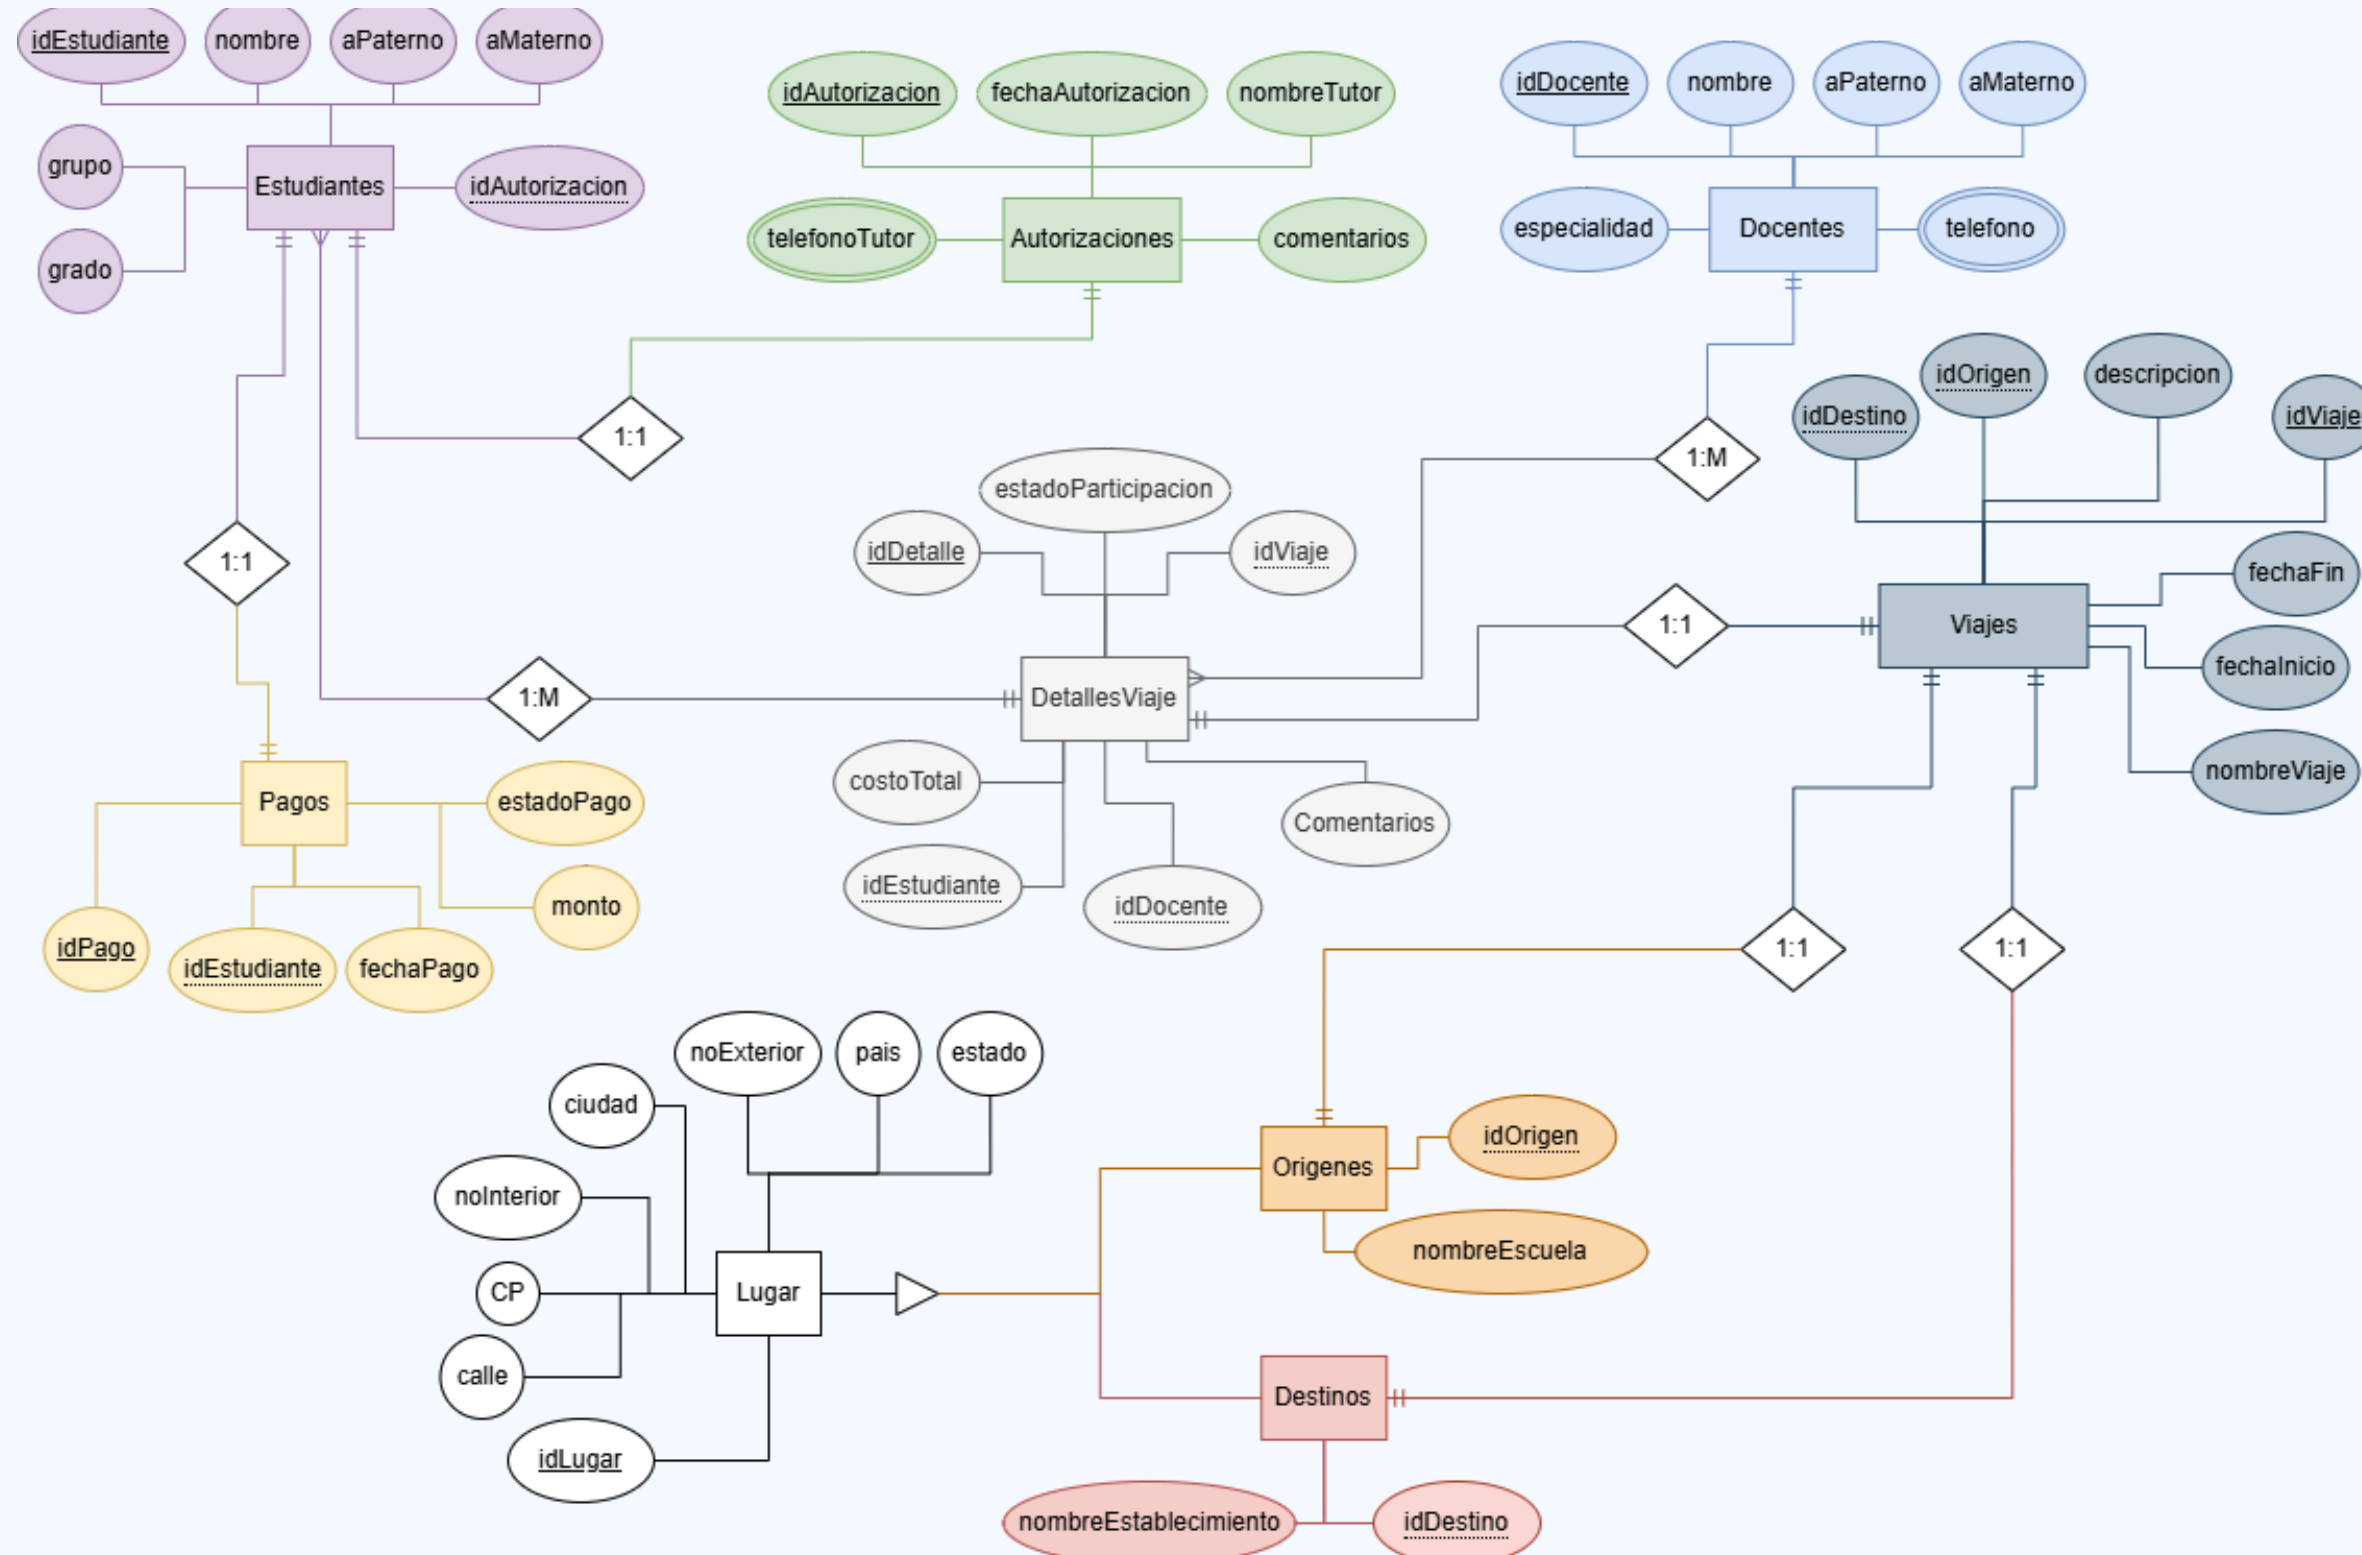 idEstudiante
nombre
aPaterno
aMaterno
grupo
Estudiantes
idAutorizacion
grado
idAutorizacion
fechaAutorizacion
nombreTutor
telefonoTutor
Autorizaciones
comentarios
idDocente
nombre
aPaterno
aMaterno
especialidad
Docentes
telefono
1:1
1:M
idDestino
idOrigen
descripcion
idViaje
1:1
estadoParticipacion
idDetalle
idViaje
fechaFin
1:1
Viajes
fechaInicio
nombreViaje
1:M
DetallesViaje
costoTotal
Comentarios
idEstudiante
idDocente
Pagos
estadoPago
monto
idPago
idEstudiante
fechaPago
1:1
1:1
noExterior
pais
estado
ciudad
noInterior
CP
Lugar
calle
idLugar
idOrigen
Origenes
nombreEscuela
Destinos
nombreEstablecimiento
idDestino